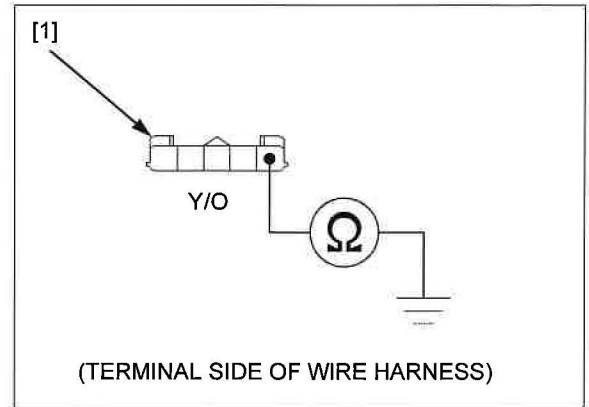 [1]
Y/O
Ω
(TERMINAL SIDE OF WIRE HARNESS)